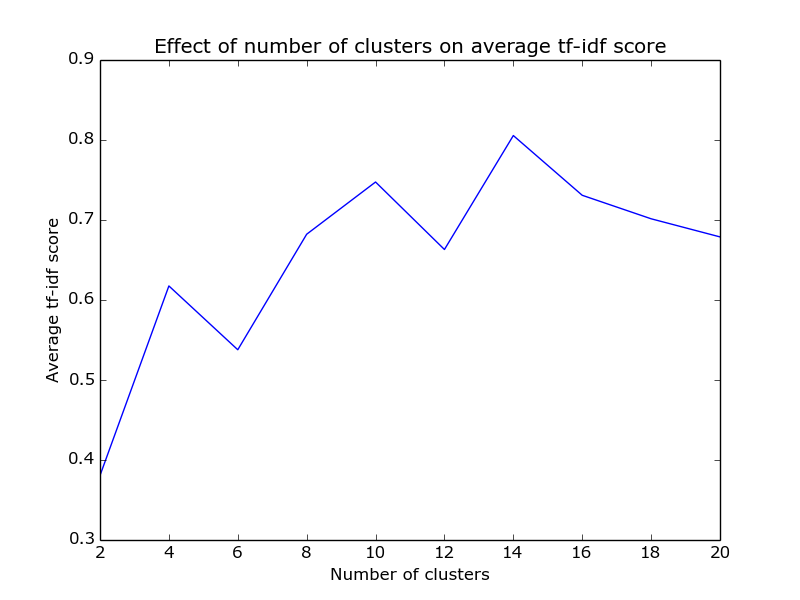 Effect of number of clusters on average tf-idf score
0.9
0.8
0.7
0.6
0.5
0.4
0.3
Average tf-idf score
2 4 6 8 10 12 14 16 18 20
Number of clusters